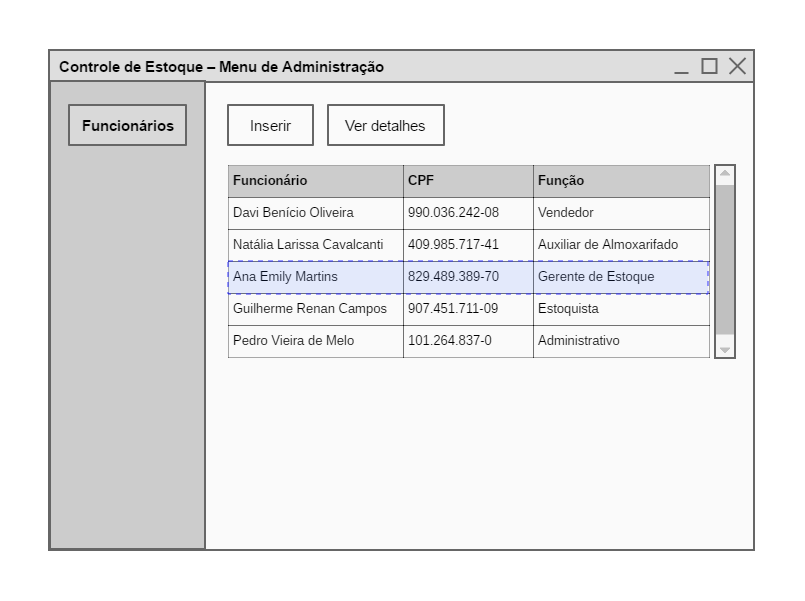 Controle de Estoque – Menu de Administração
Funcionários
Inserir
Ver detalhes
Funcionário CPF Função
Davi Benício Oliveira 990.036.242-08 Vendedor
Natália Larissa Cavalcanti 409.985.717-41 Auxiliar de Almoxarifado
Ana Emily Martins 829.489.389-70 Gerente de Estoque
Guilherme Renan Campos 907.451.711-09 Estoquista
Pedro Vieira de Melo 101.264.837-0 Administrativo